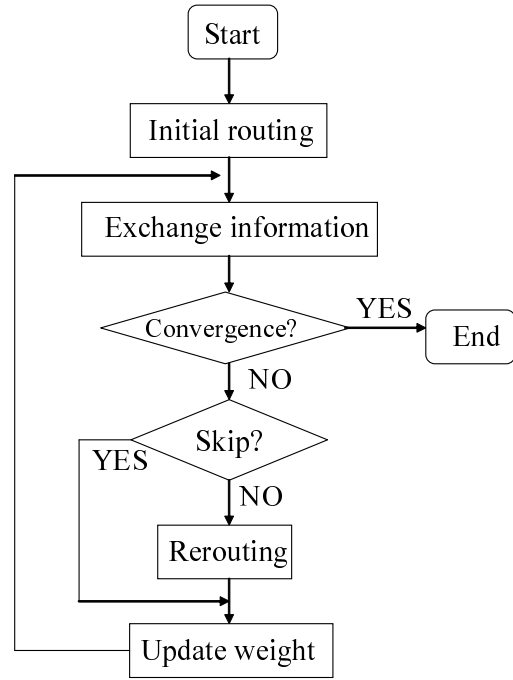 Start
Initial routing
Exchange information
Convergence?
YES
End
NO
Skip?
YES
NO
Rerouting
Update weight